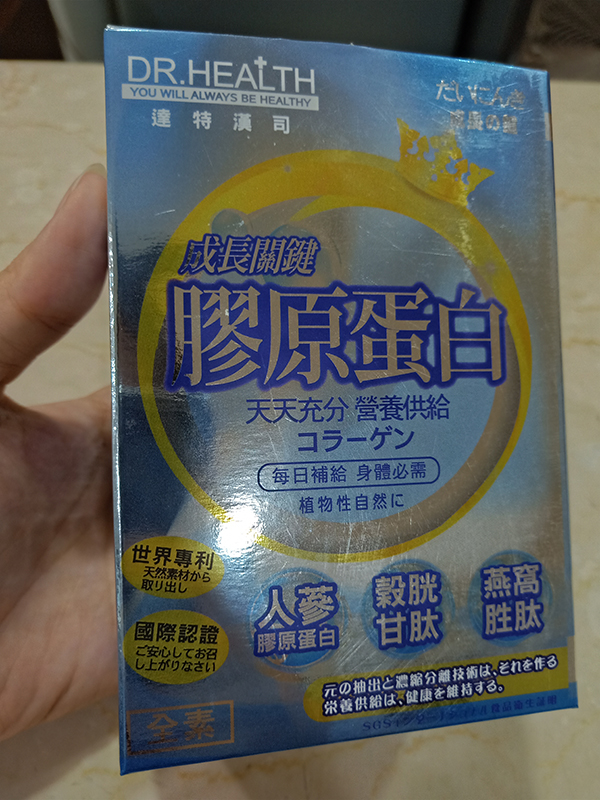 DR.HEALTH
YOU WILL ALWAYS BE HEALTHY
達特漢司
だいにんき
成長關鍵
膠原蛋白
天天充分 營養供給
コラーゲン
每日補給 身體必需
植物性自然に
世界專利
天然素材から
取り出し
國際認證
ご安心してお召
し上がりなさい
人蔘
膠原蛋白
穀胱
甘肽
燕窩
胜肽
元の抽出と濃縮分離技術は、それを作る
栄養供給は、健康を維持する。
全素